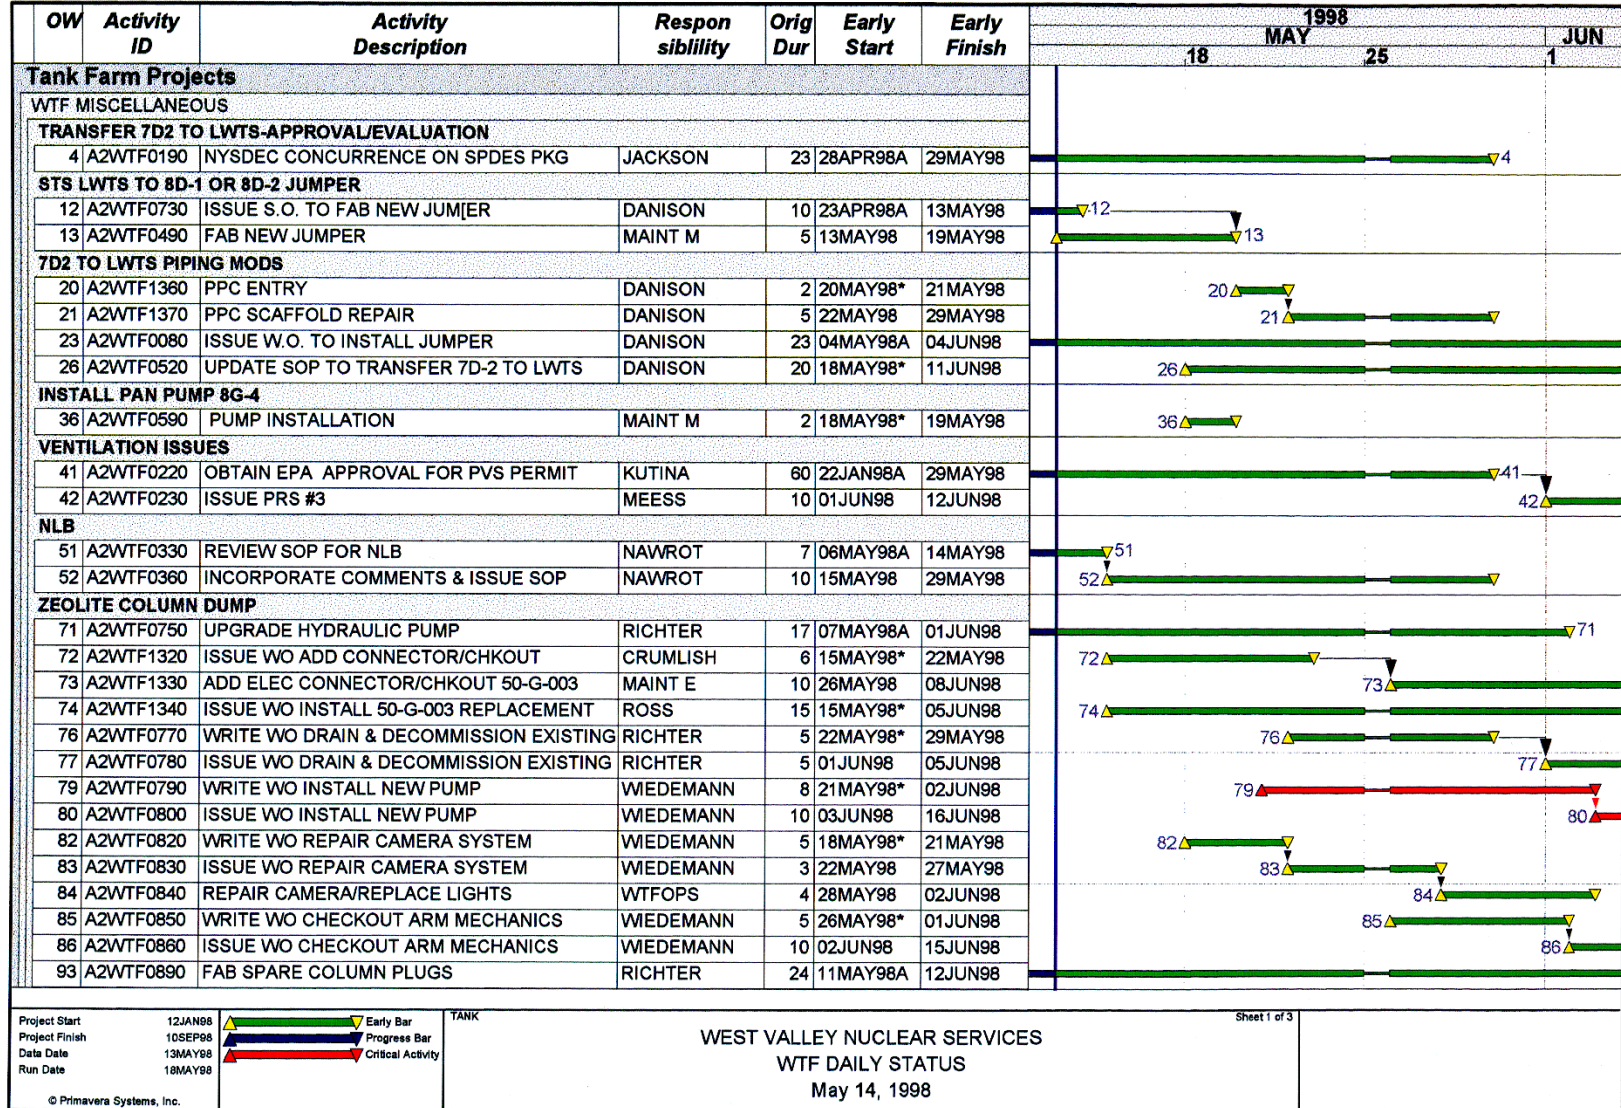 OW Activity ID Activity Description Respon siblility Orig Dur Early Start Early Finish
1998
MAY JUN
18 25 1
Tank Farm Projects
WTF MISCELLANEOUS
TRANSFER 7D2 TO LWTS-APPROVAL/EVALUATION
4 A2WTF0190 NYSDEC CONCURRENCE ON SPDES PKG JACKSON 23 28APR98A 29MAY98 4
STS LWTS TO 8D-1 OR 8D-2 JUMPER
12 A2WTF0730 ISSUE S.O. TO FAB NEW JUM[ER DANISON 10 23APR98A 13MAY98 12
13 A2WTF0490 FAB NEW JUMPER MAINT M 5 13MAY98 19MAY98 13
7D2 TO LWTS PIPING MODS
20 A2WTF1360 PPC ENTRY DANISON 2 20MAY98* 21MAY98 20
21 A2WTF1370 PPC SCAFFOLD REPAIR DANISON 5 22MAY98 29MAY98 21
23 A2WTF0080 ISSUE W.O. TO INSTALL JUMPER DANISON 23 04MAY98A 04JUN98
26 A2WTF0520 UPDATE SOP TO TRANSFER 7D-2 TO LWTS DANISON 20 18MAY98* 11JUN98 26
INSTALL PAN PUMP 8G-4
36 A2WTF0590 PUMP INSTALLATION MAINT M 2 18MAY98* 19MAY98 36
VENTILATION ISSUES
41 A2WTF0220 OBTAIN EPA APPROVAL FOR PVS PERMIT KUTINA 60 22JAN98A 29MAY98 41
42 A2WTF0230 ISSUE PRS #3 MEESS 10 01JUN98 12JUN98 42
NLB
51 A2WTF0330 REVIEW SOP FOR NLB NAWROT 7 06MAY98A 14MAY98 51
52 A2WTF0360 INCORPORATE COMMENTS & ISSUE SOP NAWROT 10 15MAY98 29MAY98 52
ZEOLITE COLUMN DUMP
71 A2WTF0750 UPGRADE HYDRAULIC PUMP RICHTER 17 07MAY98A 01JUN98 71
72 A2WTF1320 ISSUE WO ADD CONNECTOR/CHKOUT CRUMLISH 6 15MAY98* 22MAY98 72
73 A2WTF1330 ADD ELEC CONNECTOR/CHKOUT 50-G-003 MAINT E 10 26MAY98 08JUN98 73
74 A2WTF1340 ISSUE WO INSTALL 50-G-003 REPLACEMENT ROSS 15 15MAY98* 05JUN98 74
76 A2WTF0770 WRITE WO DRAIN & DECOMMISSION EXISTING RICHTER 5 22MAY98* 29MAY98 76
77 A2WTF0780 ISSUE WO DRAIN & DECOMMISSION EXISTING RICHTER 5 01JUN98 05JUN98 77
79 A2WTF0790 WRITE WO INSTALL NEW PUMP WIEDEMANN 8 21MAY98* 02JUN98 79
80 A2WTF0800 ISSUE WO INSTALL NEW PUMP WIEDEMANN 10 03JUN98 16JUN98 80
82 A2WTF0820 WRITE WO REPAIR CAMERA SYSTEM WIEDEMANN 5 18MAY98* 21MAY98 82
83 A2WTF0830 ISSUE WO REPAIR CAMERA SYSTEM WIEDEMANN 3 22MAY98 27MAY98 83
84 A2WTF0840 REPAIR CAMERA/REPLACE LIGHTS WTFOPS 4 28MAY98 02JUN98 84
85 A2WTF0850 WRITE WO CHECKOUT ARM MECHANICS WIEDEMANN 5 26MAY98* 01JUN98 85
86 A2WTF0860 ISSUE WO CHECKOUT ARM MECHANICS WIEDEMANN 10 02JUN98 15JUN98 86
93 A2WTF0890 FAB SPARE COLUMN PLUGS RICHTER 24 11MAY98A 12JUN98
Project Start 12JAN98
Project Finish 10SEP98
Data Date 13MAY98
Run Date 18MAY98
© Primavera Systems, Inc.
Early Bar
Progress Bar
Critical Activity
TANK
WEST VALLEY NUCLEAR SERVICES
WTF DAILY STATUS
May 14, 1998
Sheet 1 of 3